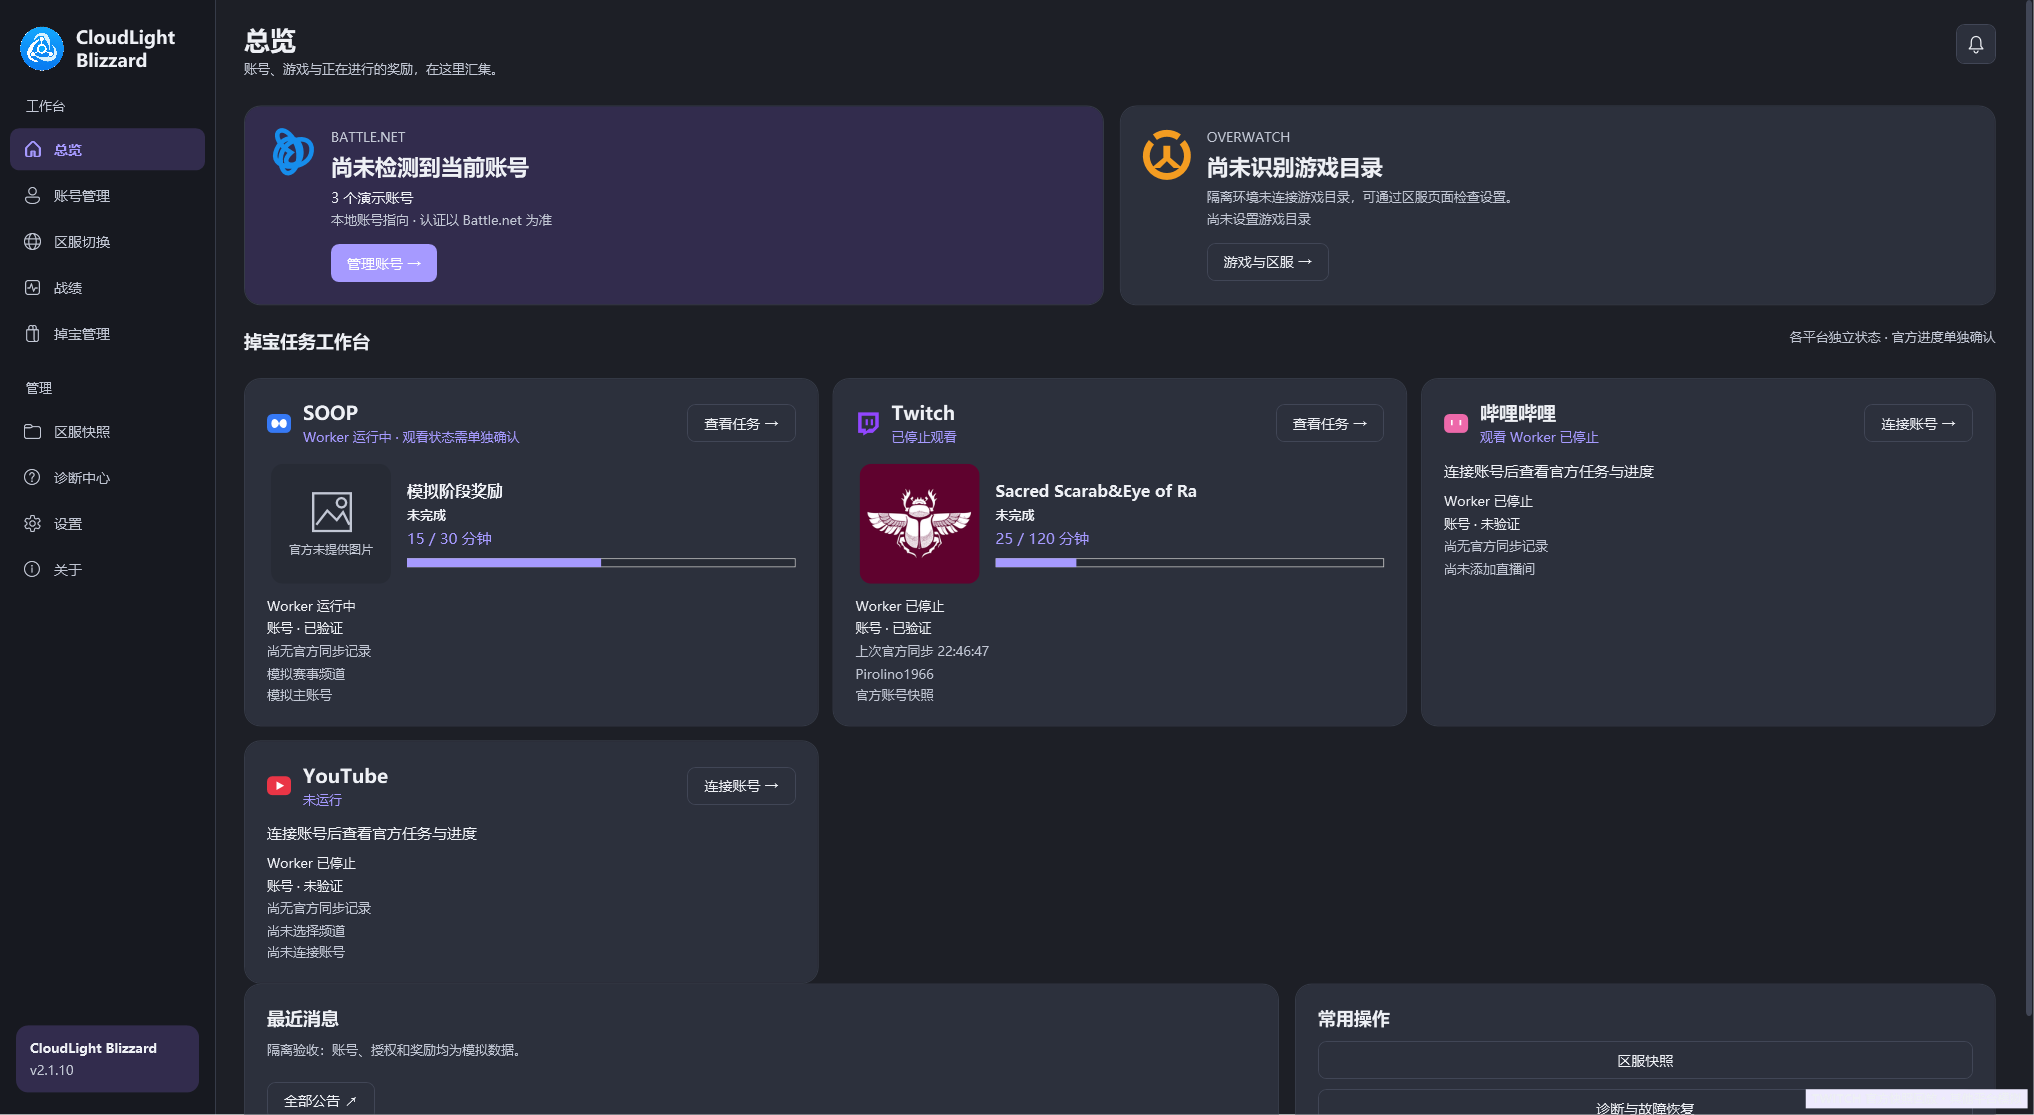 CloudLight
Blizzard
工作台
总览
账号管理
区服切换
战绩
掉宝管理
管理
区服快照
诊断中心
设置
关于
CloudLight Blizzard
v2.1.10
总览
账号、游戏与正在进行的奖励，在这里汇集。
BATTLE.NET
尚未检测到当前账号
3 个演示账号
本地账号指向 · 认证以 Battle.net 为准
管理账号 →
OVERWATCH
尚未识别游戏目录
隔离环境未连接游戏目录，可通过区服页面检查设置。
尚未设置游戏目录
游戏与区服 →
掉宝任务工作台
各平台独立状态 · 官方进度单独确认
SOOP
Worker 运行中 · 观看状态需单独确认
查看任务 →
官方未提供图片
模拟阶段奖励
未完成
15 / 30 分钟
Worker 运行中
账号 · 已验证
尚无官方同步记录
模拟赛事频道
模拟主账号
Twitch
已停止观看
查看任务 →
Sacred Scarab&Eye of Ra
未完成
25 / 120 分钟
Worker 已停止
账号 · 已验证
上次官方同步 22:46:47
Pirolino1966
官方账号快照
哔哩哔哩
观看 Worker 已停止
连接账号 →
连接账号后查看官方任务与进度
Worker 已停止
账号 · 未验证
尚无官方同步记录
尚未添加直播间
YouTube
未运行
连接账号 →
连接账号后查看官方任务与进度
Worker 已停止
账号 · 未验证
尚无官方同步记录
尚未选择频道
尚未连接账号
最近消息
隔离验收：账号、授权和奖励均为模拟数据。
全部公告 ↗
常用操作
区服快照
诊断与故障恢复